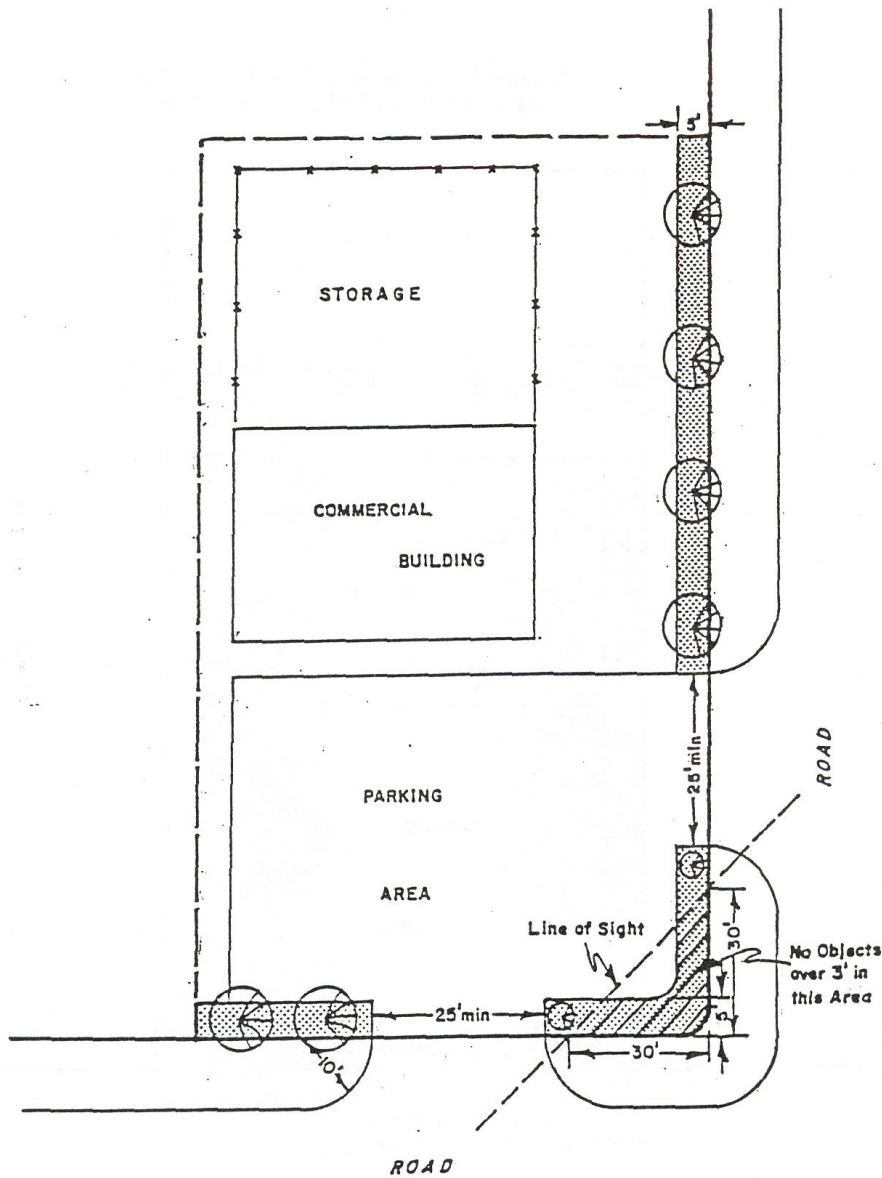 5'
STORAGE
COMMERCIAL
BUILDING
25'min
ROAD
PARKING
AREA
Line of Sight
30'
No Objects
over 3' in
this Area
5'
25'min
30'
10'
ROAD